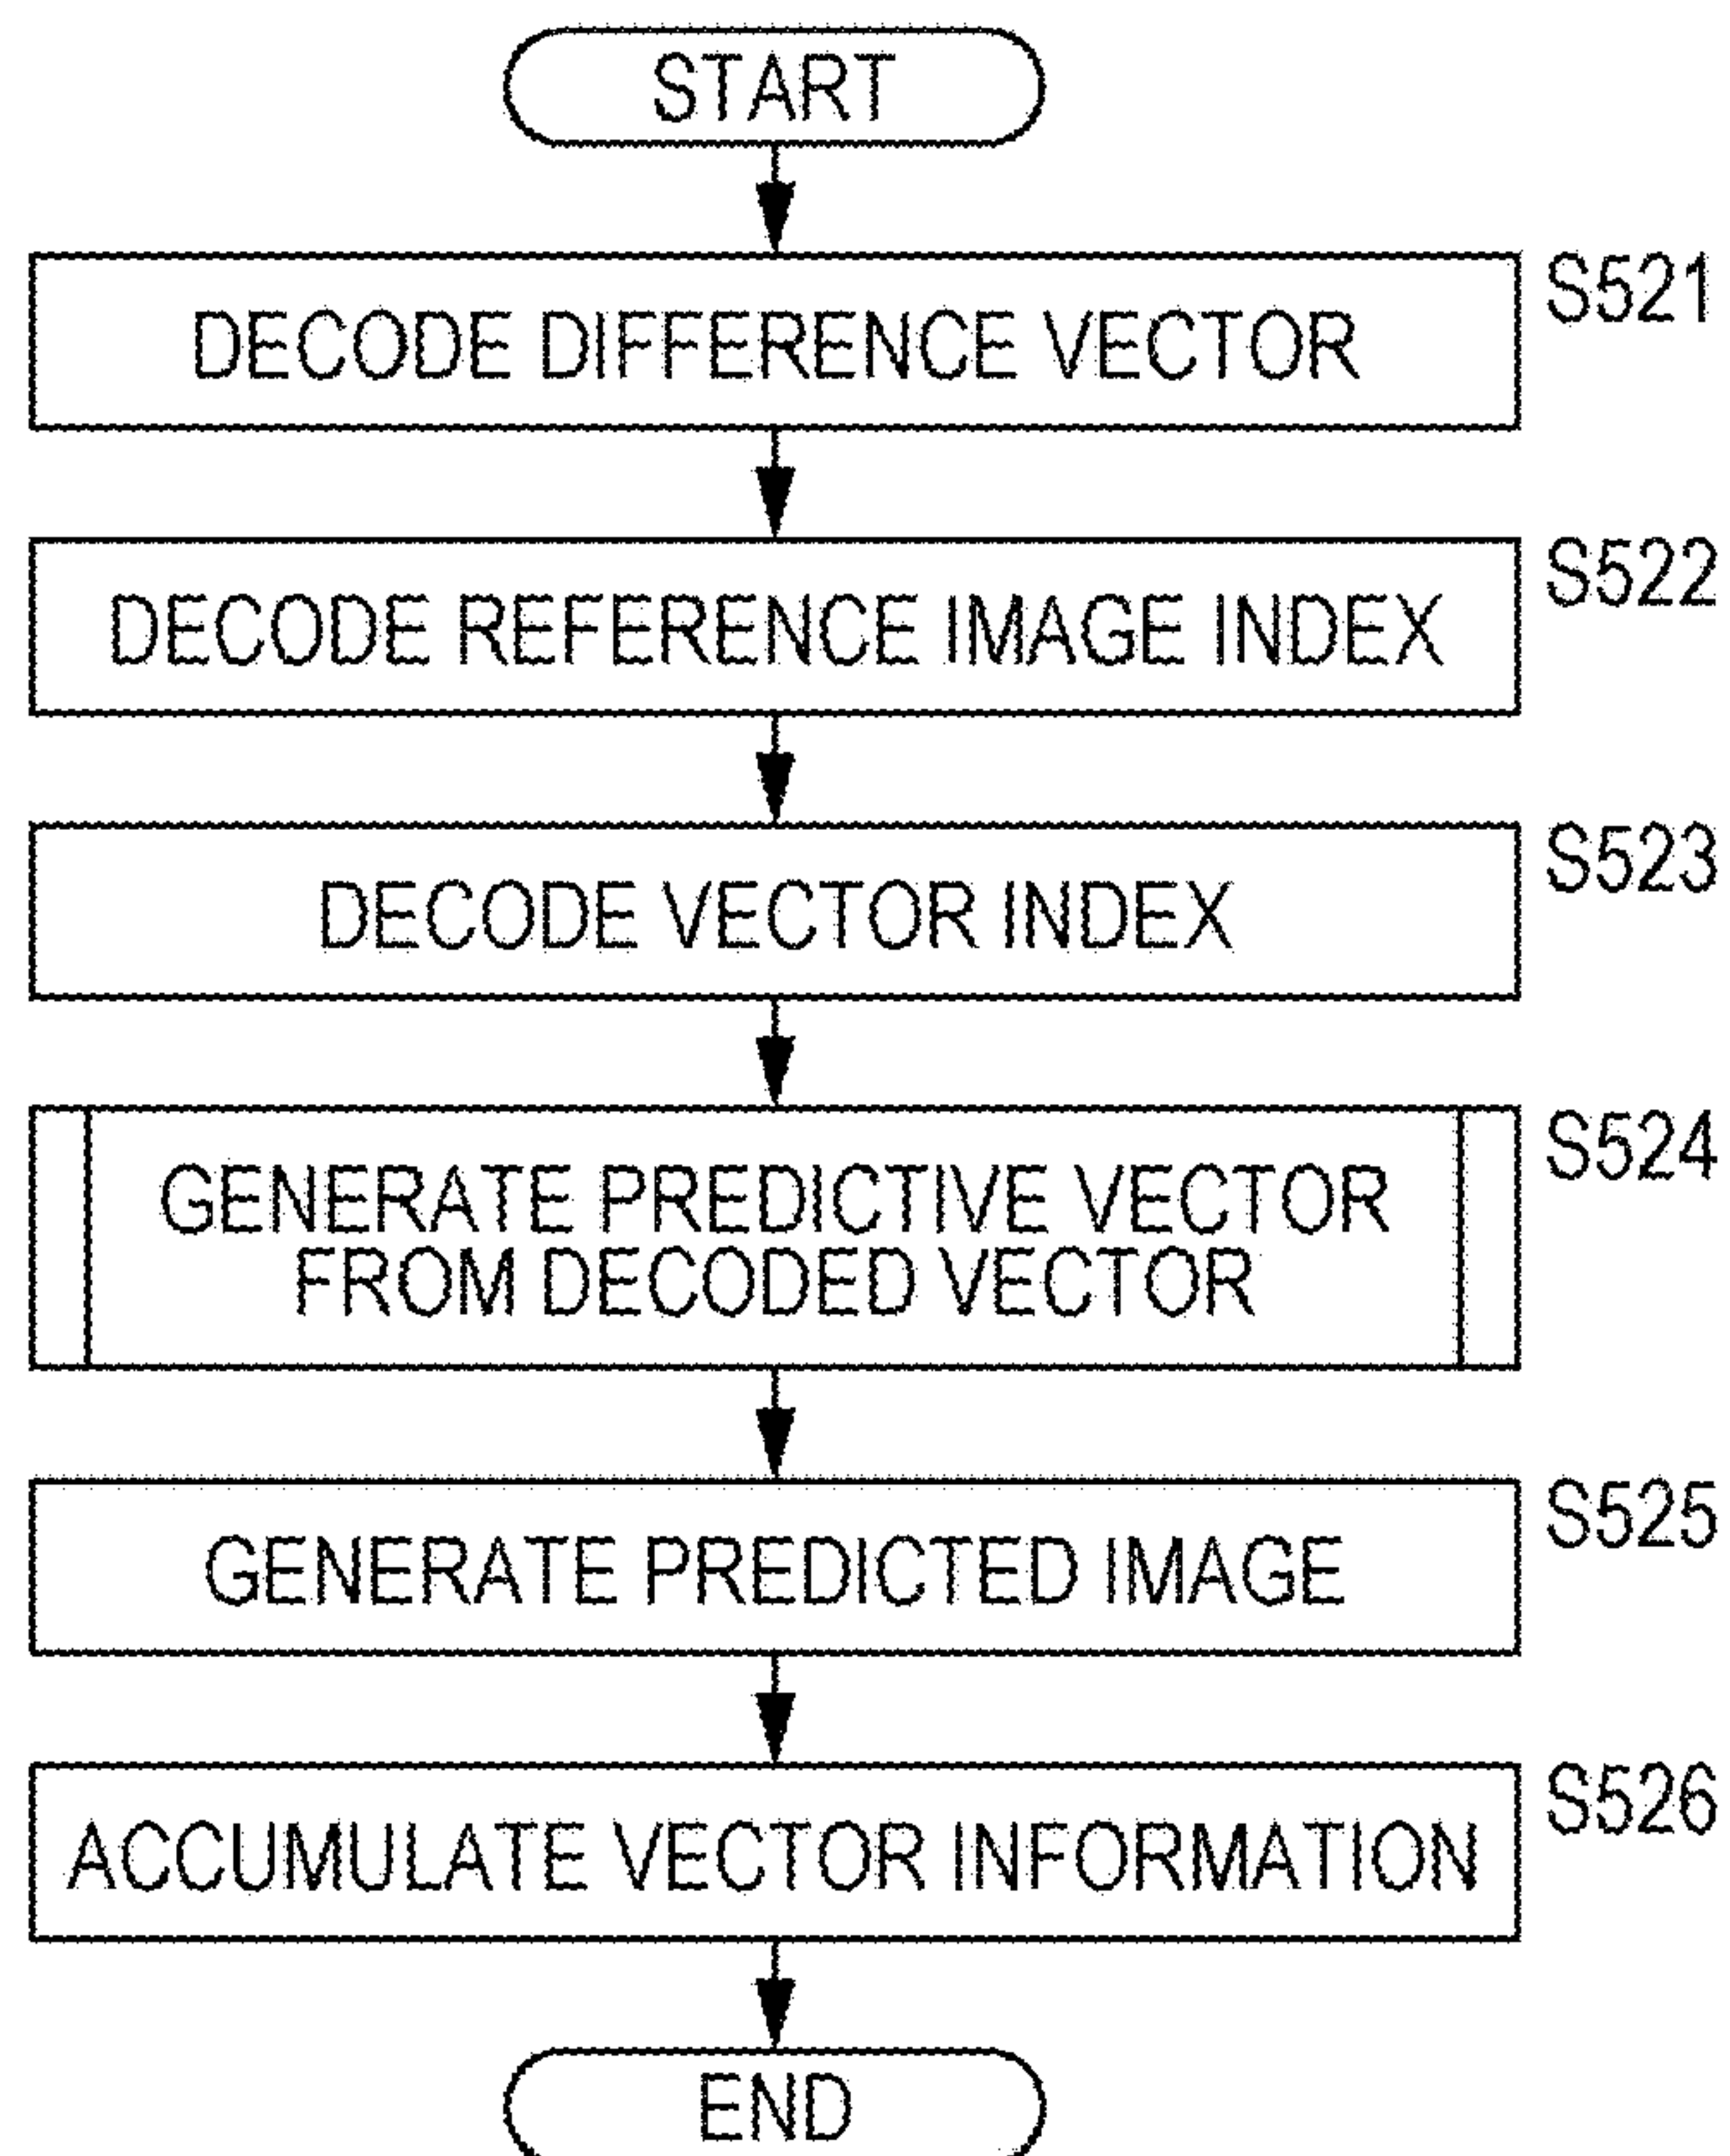 START
DECODE DIFFERENCE VECTOR
S521
DECODE REFERENCE IMAGE INDEX
S522
DECODE VECTOR INDEX
S523
GENERATE PREDICTIVE VECTOR
FROM DECODED VECTOR
S524
GENERATE PREDICTED IMAGE
S525
ACCUMULATE VECTOR INFORMATION
S526
END